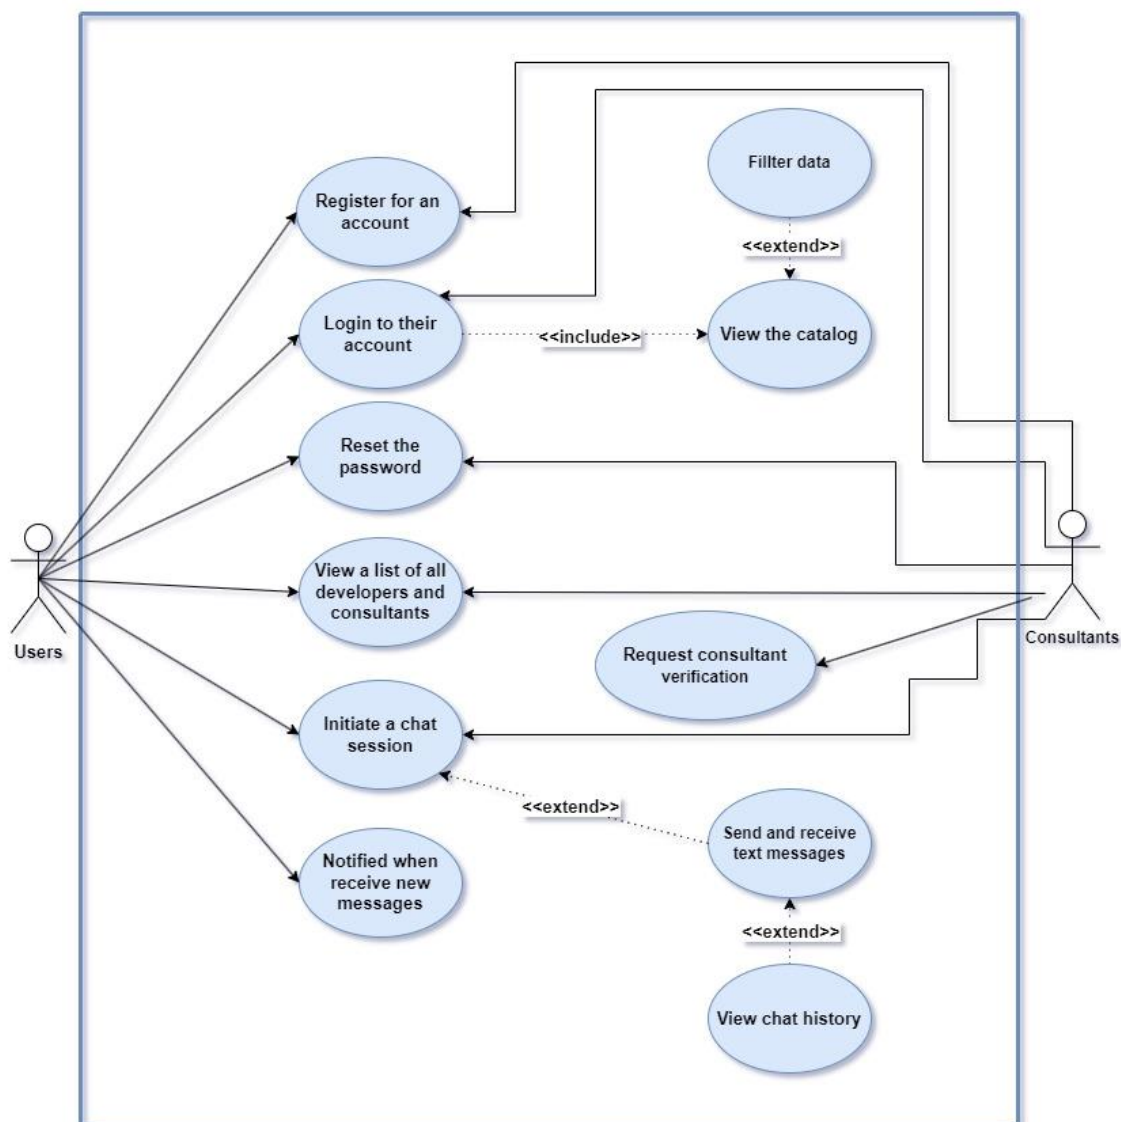 Fillter data
Register for an
account
<<extend>>
Login to their
account
<<include>>
View the catalog
Reset the
password
View a list of all
developers and
consultants
Users
Consultants
Request consultant
verification
Initiate a chat
session
<<extend>>
Send and receive
text messages
Notified when
receive new
messages
<<extend>>
View chat history